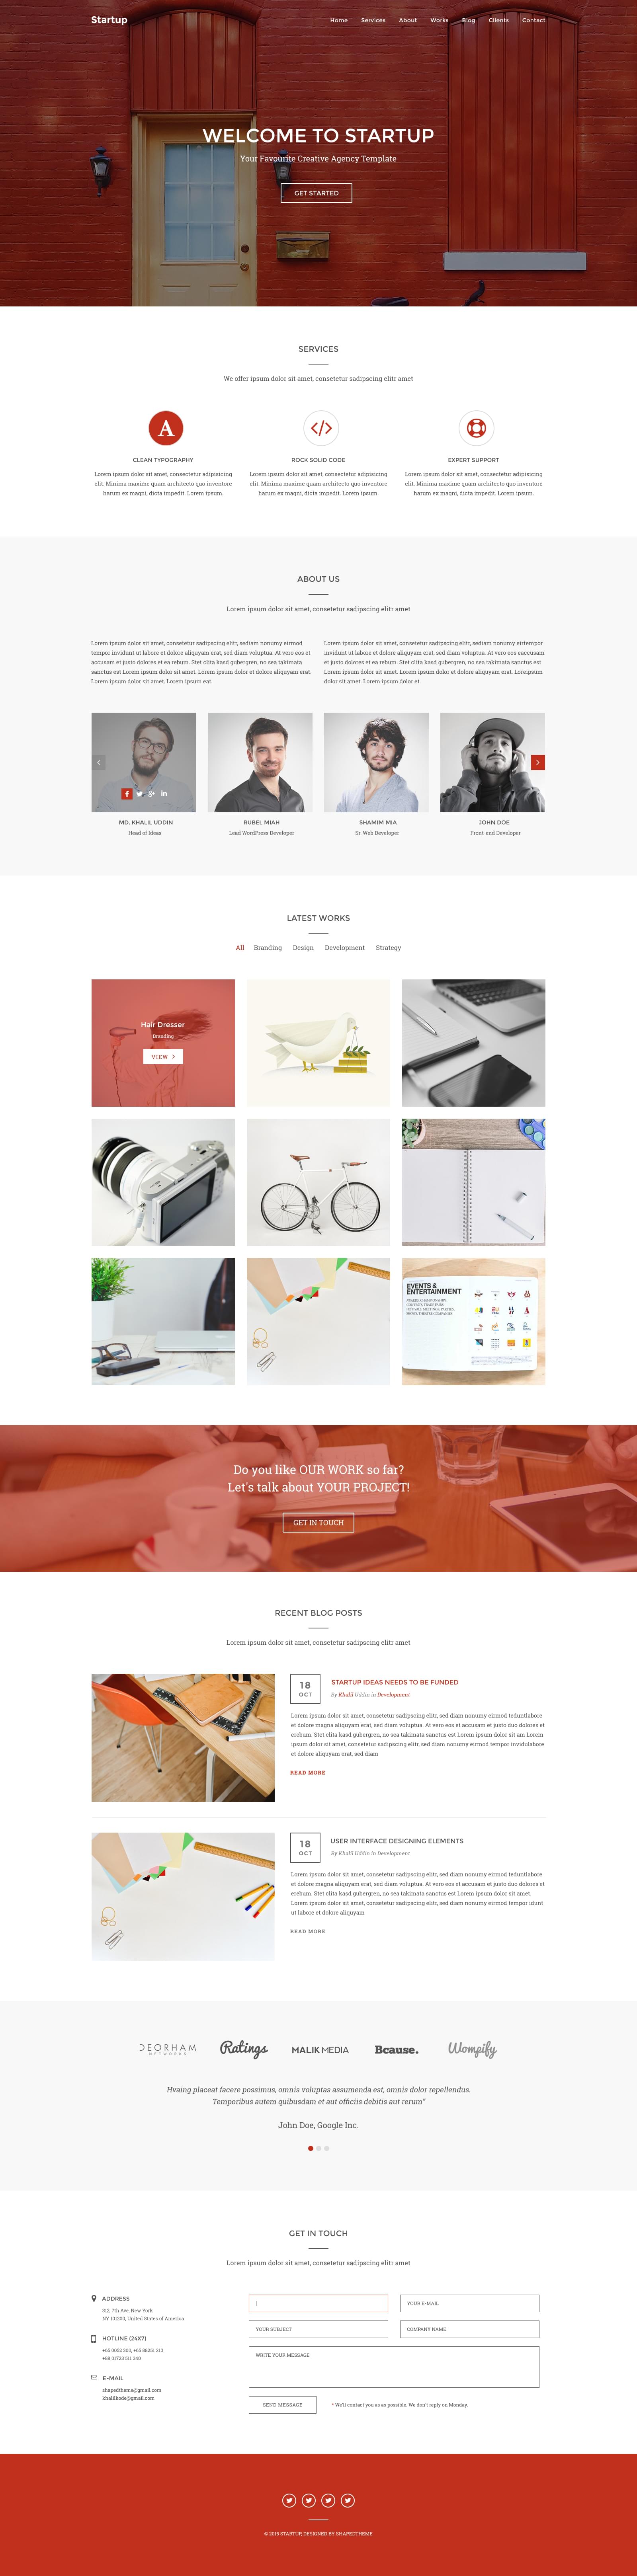 Startup
Home Services About Works Blog Clients Contact
WELCOME TO STARTUP
Your Favourite Creative Agency Template
GET STARTED
SERVICES
We offer ipsum dolor sit amet, consetetur sadipscing elitr amet
A
CLEAN TYPOGRAPHY
Lorem ipsum dolor sit amet, consectetur adipisicing
elit. Minima maxime quam architecto quo inventore
harum ex magni, dicta impedit. Lorem ipsum.
ROCK SOLID CODE
Lorem ipsum dolor sit amet, consectetur adipisicing
elit. Minima maxime quam architecto quo inventore
harum ex magni, dicta impedit. Lorem ipsum.
EXPERT SUPPORT
Lorem ipsum dolor sit amet, consectetur adipisicing
elit. Minima maxime quam architecto quo inventore
harum ex magni, dicta impedit. Lorem ipsum.
ABOUT US
Lorem ipsum dolor sit amet, consetetur sadipscing elitr amet
Lorem ipsum dolor sit amet, consetetur sadipscing elitr, sediam nonumy eirmod
tempor invidunt ut labore et dolore aliquyam erat, sed diam voluptua. At vero eos et
accusam et justo dolores et ea rebum. Stet clita kasd gubergren, no sea takimata
sanctus est Lorem ipsum dolor sit amet. Lorem ipsum dolor et dolore aliquyam erat.
Lorem ipsum dolor sit amet. Lorem ipsum eat.
Lorem ipsum dolor sit amet, consetetur sadipscing elitr, sediam nonumy eirtempor
invidunt ut labore et dolore aliquyam erat, sed diam voluptua. At vero eos eaccusam
et justo dolores et ea rebum. Stet clita kasd gubergren, no sea takimata sanctus est
Lorem ipsum dolor sit amet. Lorem ipsum dolor et dolore aliquyam erat. Loripsum
dolor sit amet. Lorem ipsum dolor et.
MD. KHALIL UDDIN
Head of Ideas
RUBEL MIAH
Lead WordPress Developer
SHAMIM MIA
Sr. Web Developer
JOHN DOE
Front-end Developer
LATEST WORKS
All Branding Design Development Strategy
Hair Dresser
Branding
VIEW
EVENTS &
ENTERTAINMENT
Do you like OUR WORK so far?
Let's talk about YOUR PROJECT!
GET IN TOUCH
RECENT BLOG POSTS
Lorem ipsum dolor sit amet, consetetur sadipscing elitr amet
18
OCT
STARTUP IDEAS NEEDS TO BE FUNDED
By Khalil Uddin in Development
Lorem ipsum dolor sit amet, consetetur sadipscing elitr, sed diam nonumy eirmod teduntlabore
et dolore magna aliquyam erat, sed diam voluptua. At vero eos et accusam et justo duo dolores et
erebum. Stet clita kasd gubergren, no sea takimata sanctus est Lorem ipsum dolor sit am Lorem
ipsum dolor sit amet, consetetur sadipscing elitr, sed diam nonumy eirmod tempor invidulabore
et dolore aliquyam erat, sed diam
READ MORE
18
OCT
USER INTERFACE DESIGNING ELEMENTS
By Khalil Uddin in Development
Lorem ipsum dolor sit amet, consetetur sadipscing elitr, sed diam nonumy eirmod teduntlabore
et dolore magna aliquyam erat, sed diam voluptua. At vero eos et accusam et justo duo dolores et
erebum. Stet clita kasd gubergren, no sea takimata sanctus est Lorem ipsum dolor sit amet.
Lorem ipsum dolor sit amet, consetetur sadipscing elitr, sed diam nonumy eirmod tempor idunt
ut labore et dolore aliquyam
READ MORE
DEORHAM
NETWORKS
Ratings
MALIK MEDIA
Bcause.
Wompify
Hvaing placeat facere possimus, omnis voluptas assumenda est, omnis dolor repellendus.
Temporibus autem quibusdam et aut officiis debitis aut rerum"
John Doe, Google Inc.
GET IN TOUCH
Lorem ipsum dolor sit amet, consetetur sadipscing elitr amet
ADDRESS
312, 7th Ave, New York
NY 101200, United States of America
HOTLINE (24X7)
+65 0052 300, +65 88251 210
+88 01723 511 340
E-MAIL
shapedtheme@gmail.com
khalilkode@gmail.com
YOUR E-MAIL
YOUR SUBJECT
COMPANY NAME
WRITE YOUR MESSAGE
SEND MESSAGE
* We'll contact you as as possible. We don't reply on Monday.
© 2015 STARTUP, DESIGNED BY SHAPEDTHEME